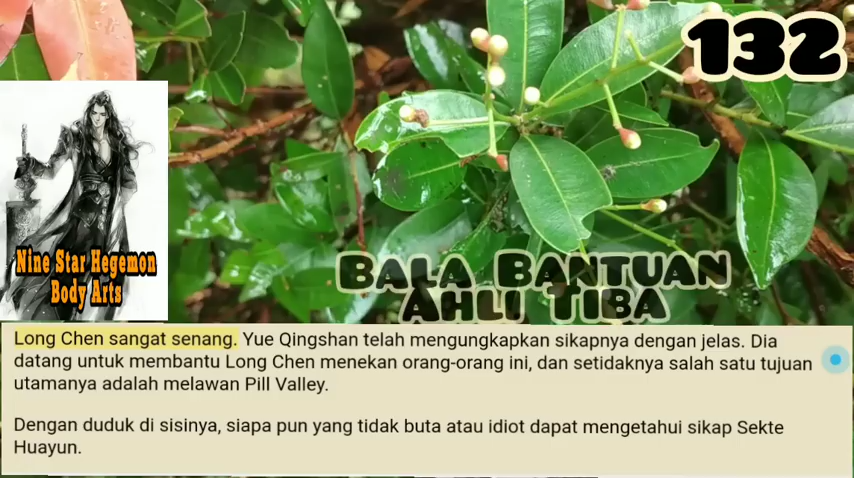 132
Nine Star Hegemon
Body Arts
Bala Bantuan
Ahli Tiba
Long Chen sangat senang. Yue Qingshan telah mengungkapkan sikapnya dengan jelas. Dia
datang untuk membantu Long Chen menekan orang-orang ini, dan setidaknya salah satu tujuan
utamanya adalah melawan Pill Valley.
Dengan duduk di sisinya, siapa pun yang tidak buta atau idiot dapat mengetahui sikap Sekte
Huayun.